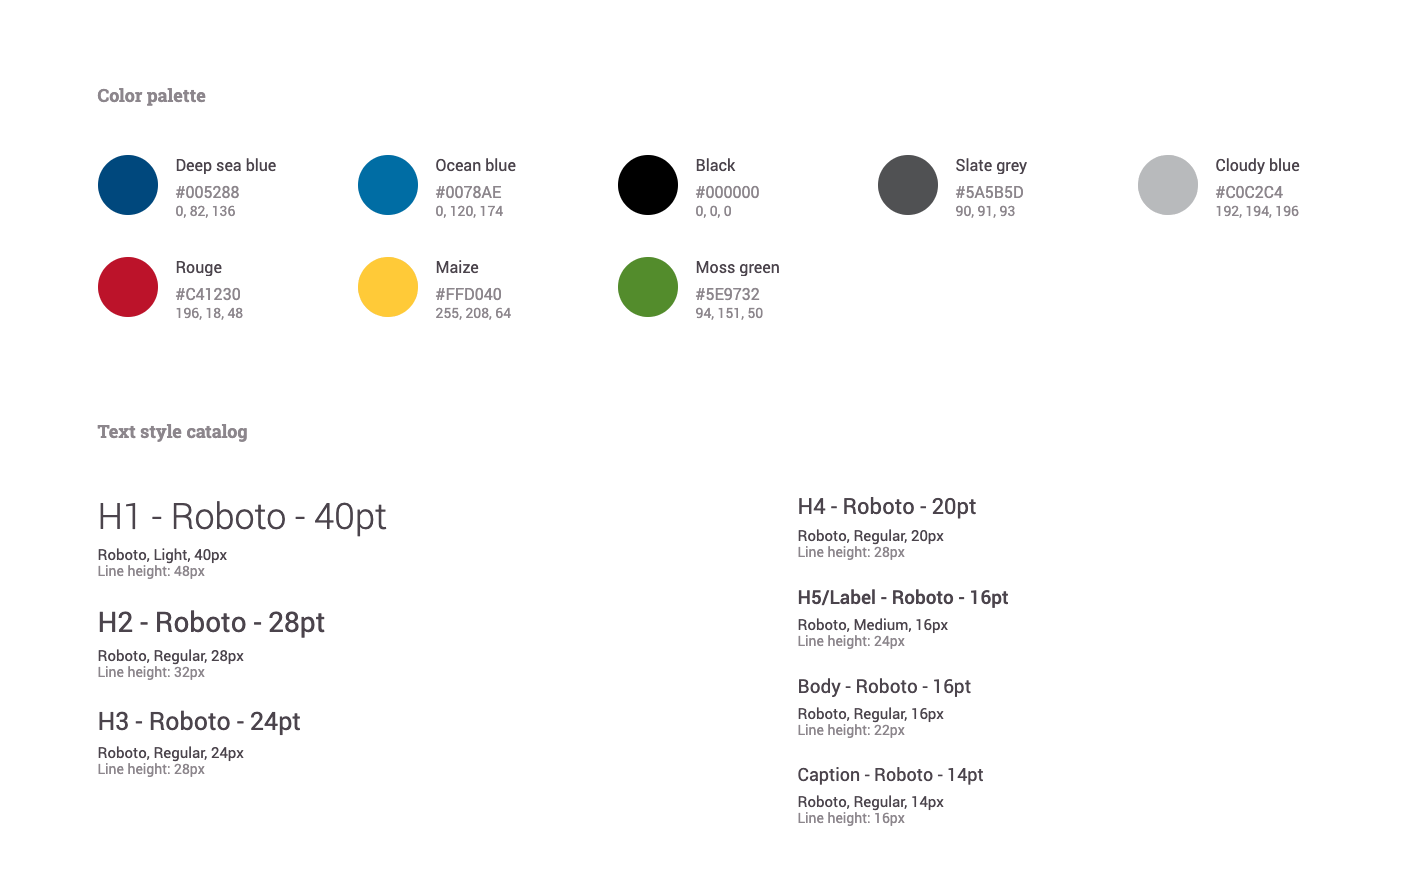 Color palette
Deep sea blue
#005288
0, 82, 136
Ocean blue
#0078AE
0, 120, 174
Black
#000000
0, 0, 0
Slate grey
#5A5B5D
90, 91, 93
Cloudy blue
#C0C2C4
192, 194, 196
Rouge
#C41230
196, 18, 48
Maize
#FFD040
255, 208, 64
Moss green
#5E9732
94, 151, 50
Text style catalog
H1 - Roboto - 40pt
Roboto, Light, 40px
Line height: 48px
H2 - Roboto - 28pt
Roboto, Regular, 28px
Line height: 32px
H3 - Roboto - 24pt
Roboto, Regular, 24px
Line height: 28px
H4 - Roboto - 20pt
Roboto, Regular, 20px
Line height: 28px
H5/Label - Roboto - 16pt
Roboto, Medium, 16px
Line height: 24px
Body - Roboto - 16pt
Roboto, Regular, 16px
Line height: 22px
Caption - Roboto - 14pt
Roboto, Regular, 14px
Line height: 16px